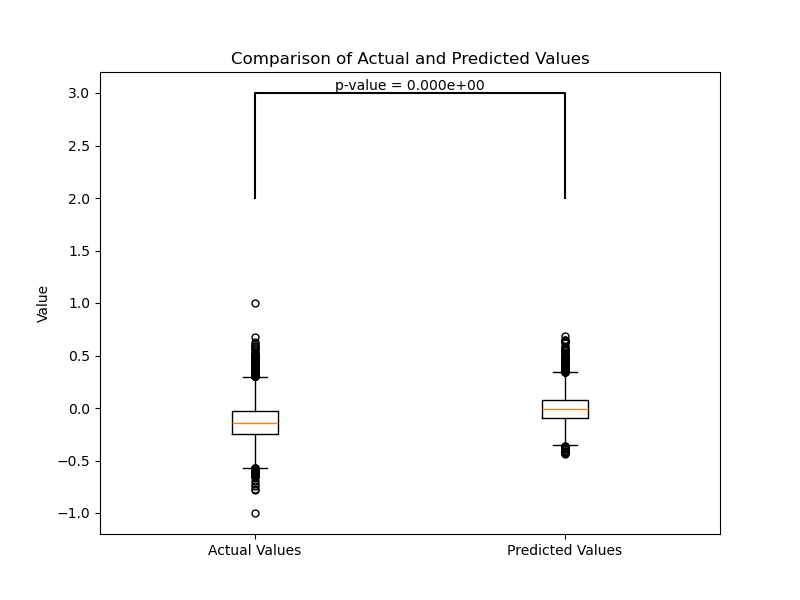 Comparison of Actual and Predicted Values
p-value = 0.000e+00
3.0
2.5
2.0
1.5
1.0
0.5
0.0
−0.5
−1.0
Value
Actual Values
Predicted Values